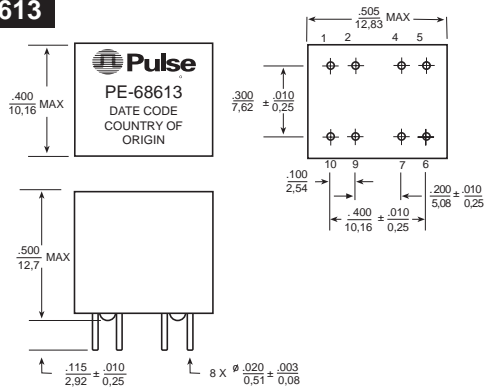 613
Pulse
PE-68613
DATE CODE
COUNTRY OF
ORIGIN
.400
10,16 MAX
.505
12,83 MAX
1 2 4 5
.300
7,62 ± .010
0,25
10 9 7 6
.100
2,54
.200
5,08 ± .010
0,25
.400
10,16 ± .010
0,25
.500
12,7 MAX
.115
2,92 ± .010
0,25
8 X ø .020
0,51 ± .003
0,08